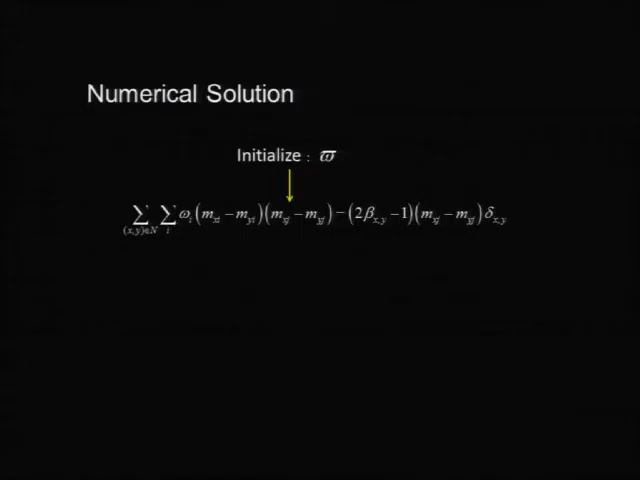 Numerical Solution
Initialize : ϖ
∑_{(x,y)∈N} ∑_i ω_i (m_{xi} − m_{yi})(m_{xj} − m_{yj}) − (2β_{x,y} − 1)(m_{xj} − m_{yj}) δ_{x,y}